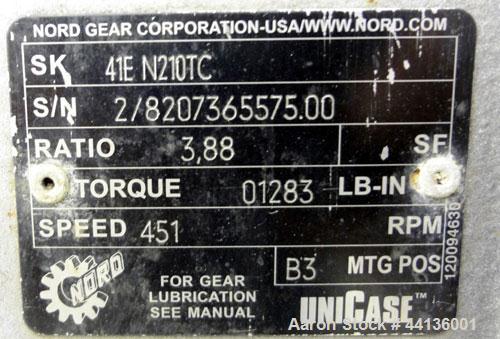 NORD GEAR CORPORATION-USA/WWW.NORD.COM
SK 41E N210TC
S/N 2/8207365575.00
RATIO 3,88 SF
TORQUE 01283 LB-IN
SPEED 451 RPM
B3 MTG POS
120094630
NORD
FOR GEAR
LUBRICATION
SEE MANUAL
UNICASE™
Aaron Stock # 44136001